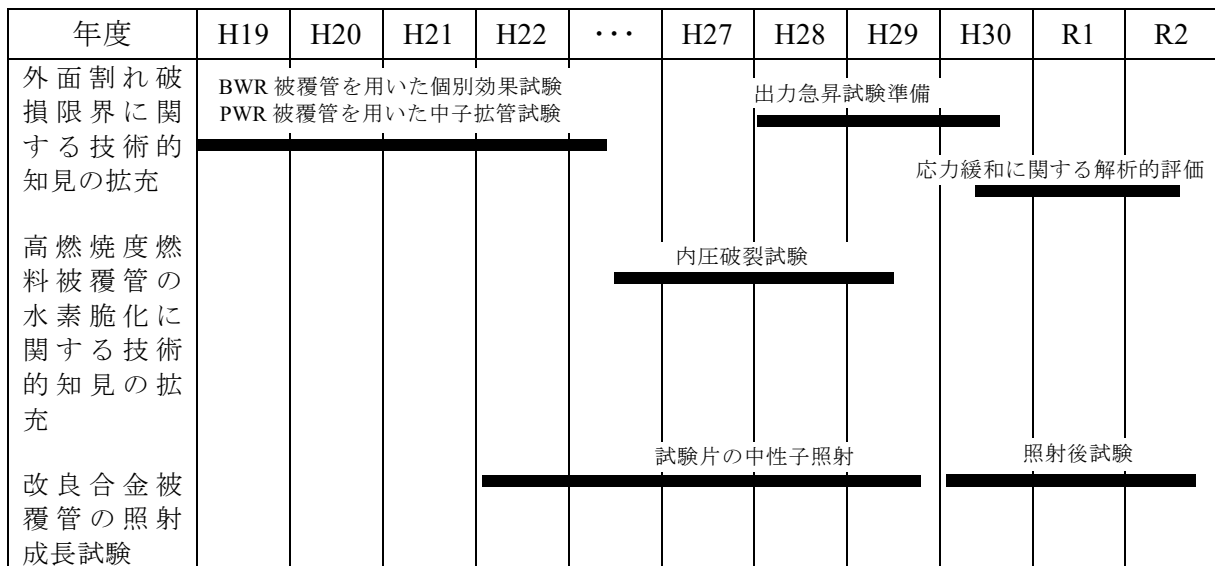 年度 H19 H20 H21 H22 ・・・ H27 H28 H29 H30 R1 R2
外面割れ破
損限界に関
する技術的
知見の拡充
BWR 被覆管を用いた個別効果試験
PWR 被覆管を用いた中子拡管試験
出力急昇試験準備
応力緩和に関する解析的評価
高燃焼度燃
料被覆管の
水素脆化に
関する技術
的知見の拡
充
内圧破裂試験
改良合金被
覆管の照射
成長試験
試験片の中性子照射
照射後試験